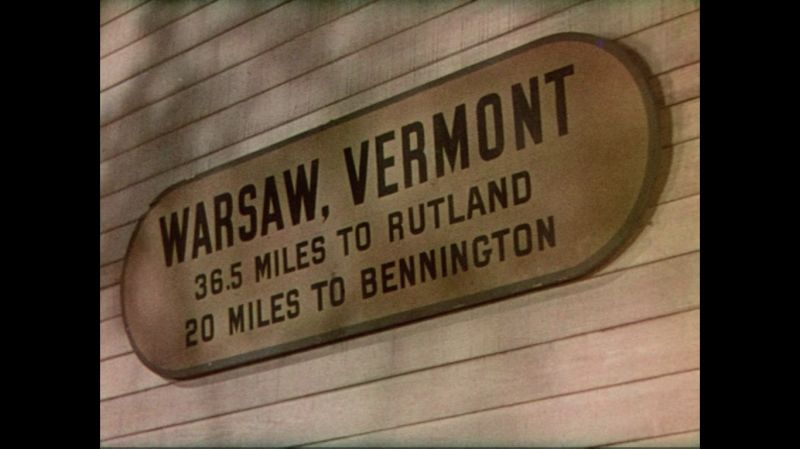 WARSAW, VERMONT
36.5 MILES TO RUTLAND
20 MILES TO BENNINGTON